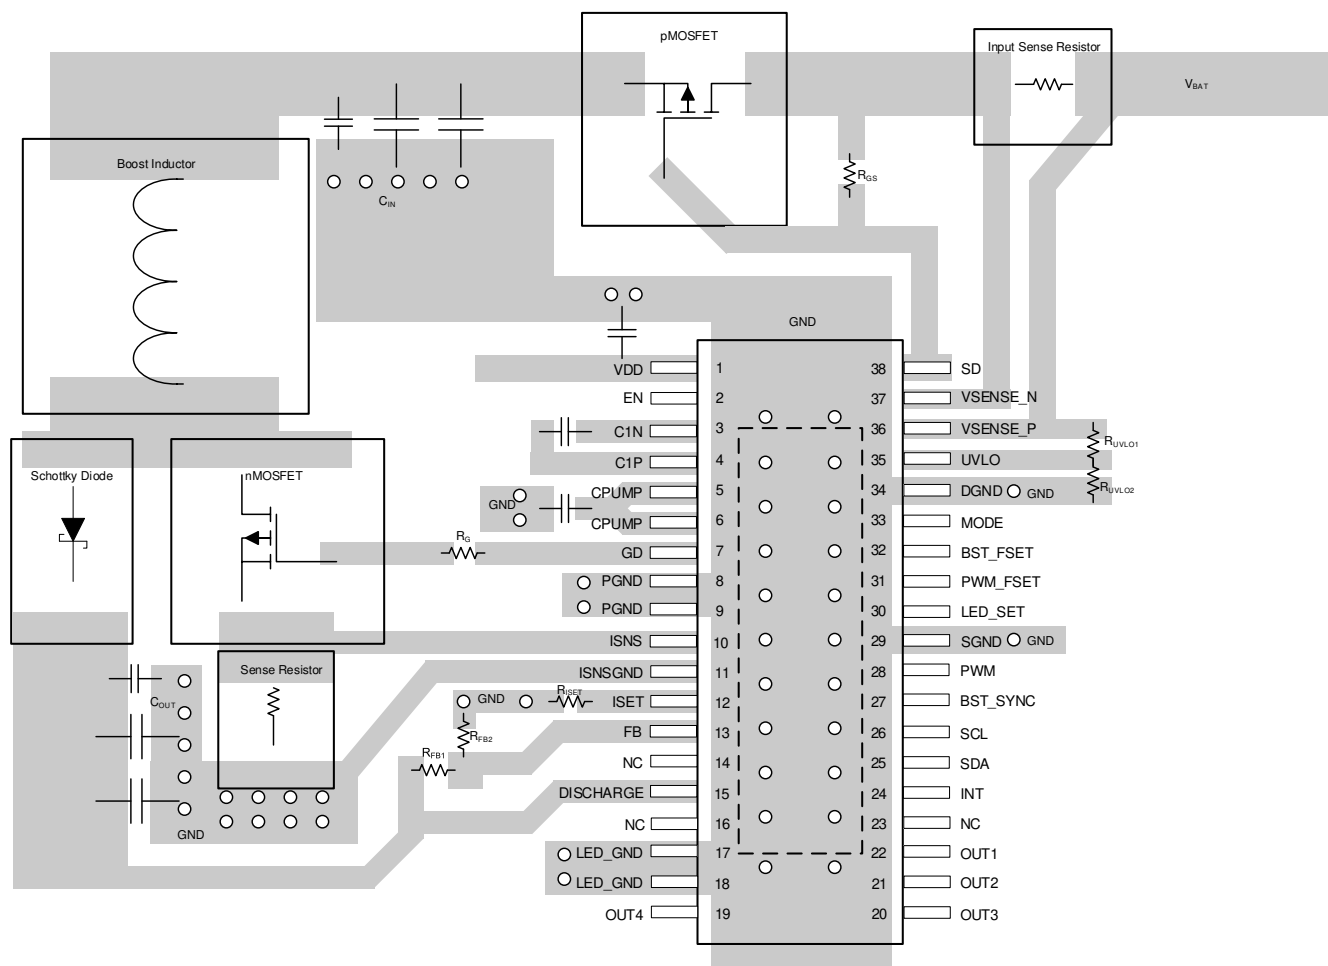 pMOSFET
Input Sense Resistor
VBAT
Boost Inductor
CIN
RGS
GND
VDD 1
EN 2
C1N 3
C1P 4
CPUMP 5
GND
CPUMP 6
RG
GD 7
PGND 8
PGND 9
ISNS 10
ISNSGND 11
ISET 12
FB 13
NC 14
DISCHARGE 15
NC 16
LED_GND 17
LED_GND 18
OUT4 19
38 SD
37 VSENSE_N
36 VSENSE_P
RUVLO1
35 UVLO
RUVLO2
34 DGND GND
33 MODE
32 BST_FSET
31 PWM_FSET
30 LED_SET
29 SGND GND
28 PWM
27 BST_SYNC
26 SCL
25 SDA
24 INT
23 NC
22 OUT1
21 OUT2
20 OUT3
Schottky Diode
nMOSFET
Sense Resistor
COUT
GND
GND
RISET
RFB2
RFB1